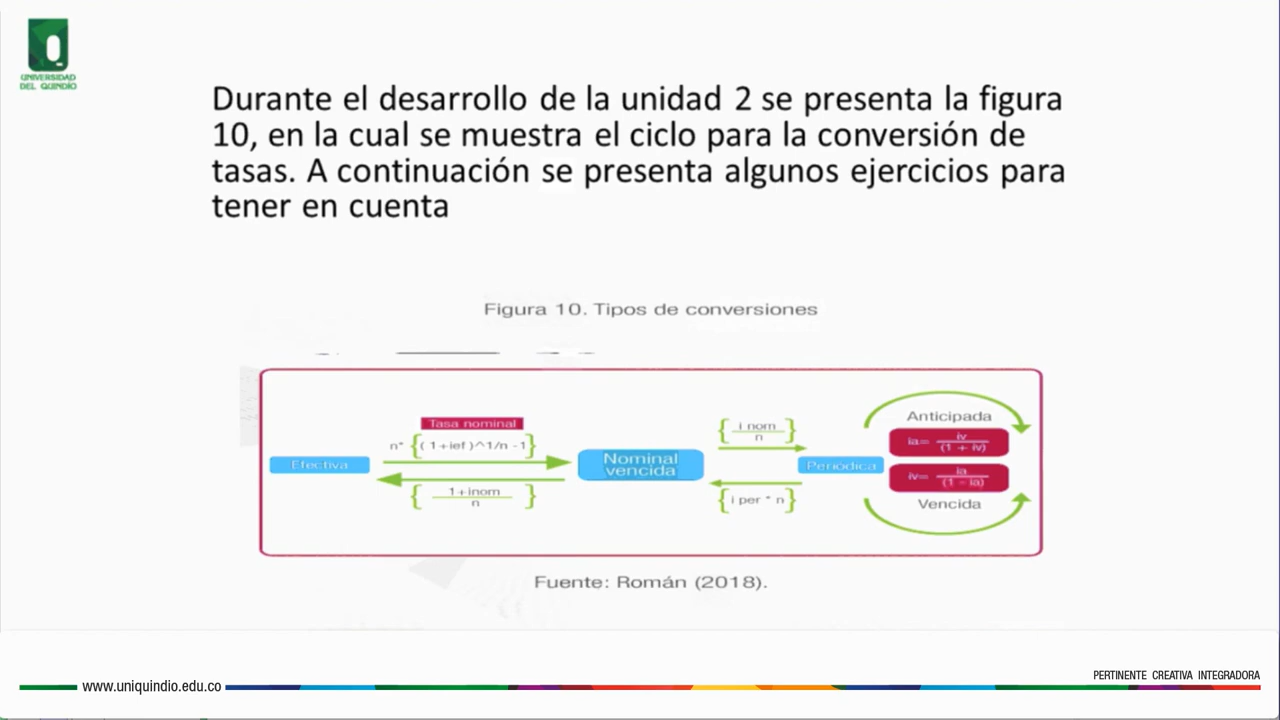 UNIVERSIDAD
DEL QUINDÍO
Durante el desarrollo de la unidad 2 se presenta la figura
10, en la cual se muestra el ciclo para la conversión de
tasas. A continuación se presenta algunos ejercicios para
tener en cuenta
Figura 10. Tipos de conversiones
Efectiva
Tasa nominal
n* {( 1+ief )^1/n -1}
{ 1+inom
n }
Nominal
vencida
{ i nom
n }
{i per * n}
Periódica
Anticipada
ia= iv
(1 + iv)
iv= ia
(1 - ia)
Vencida
Fuente: Román (2018).
www.uniquindio.edu.co
PERTINENTE CREATIVA INTEGRADORA